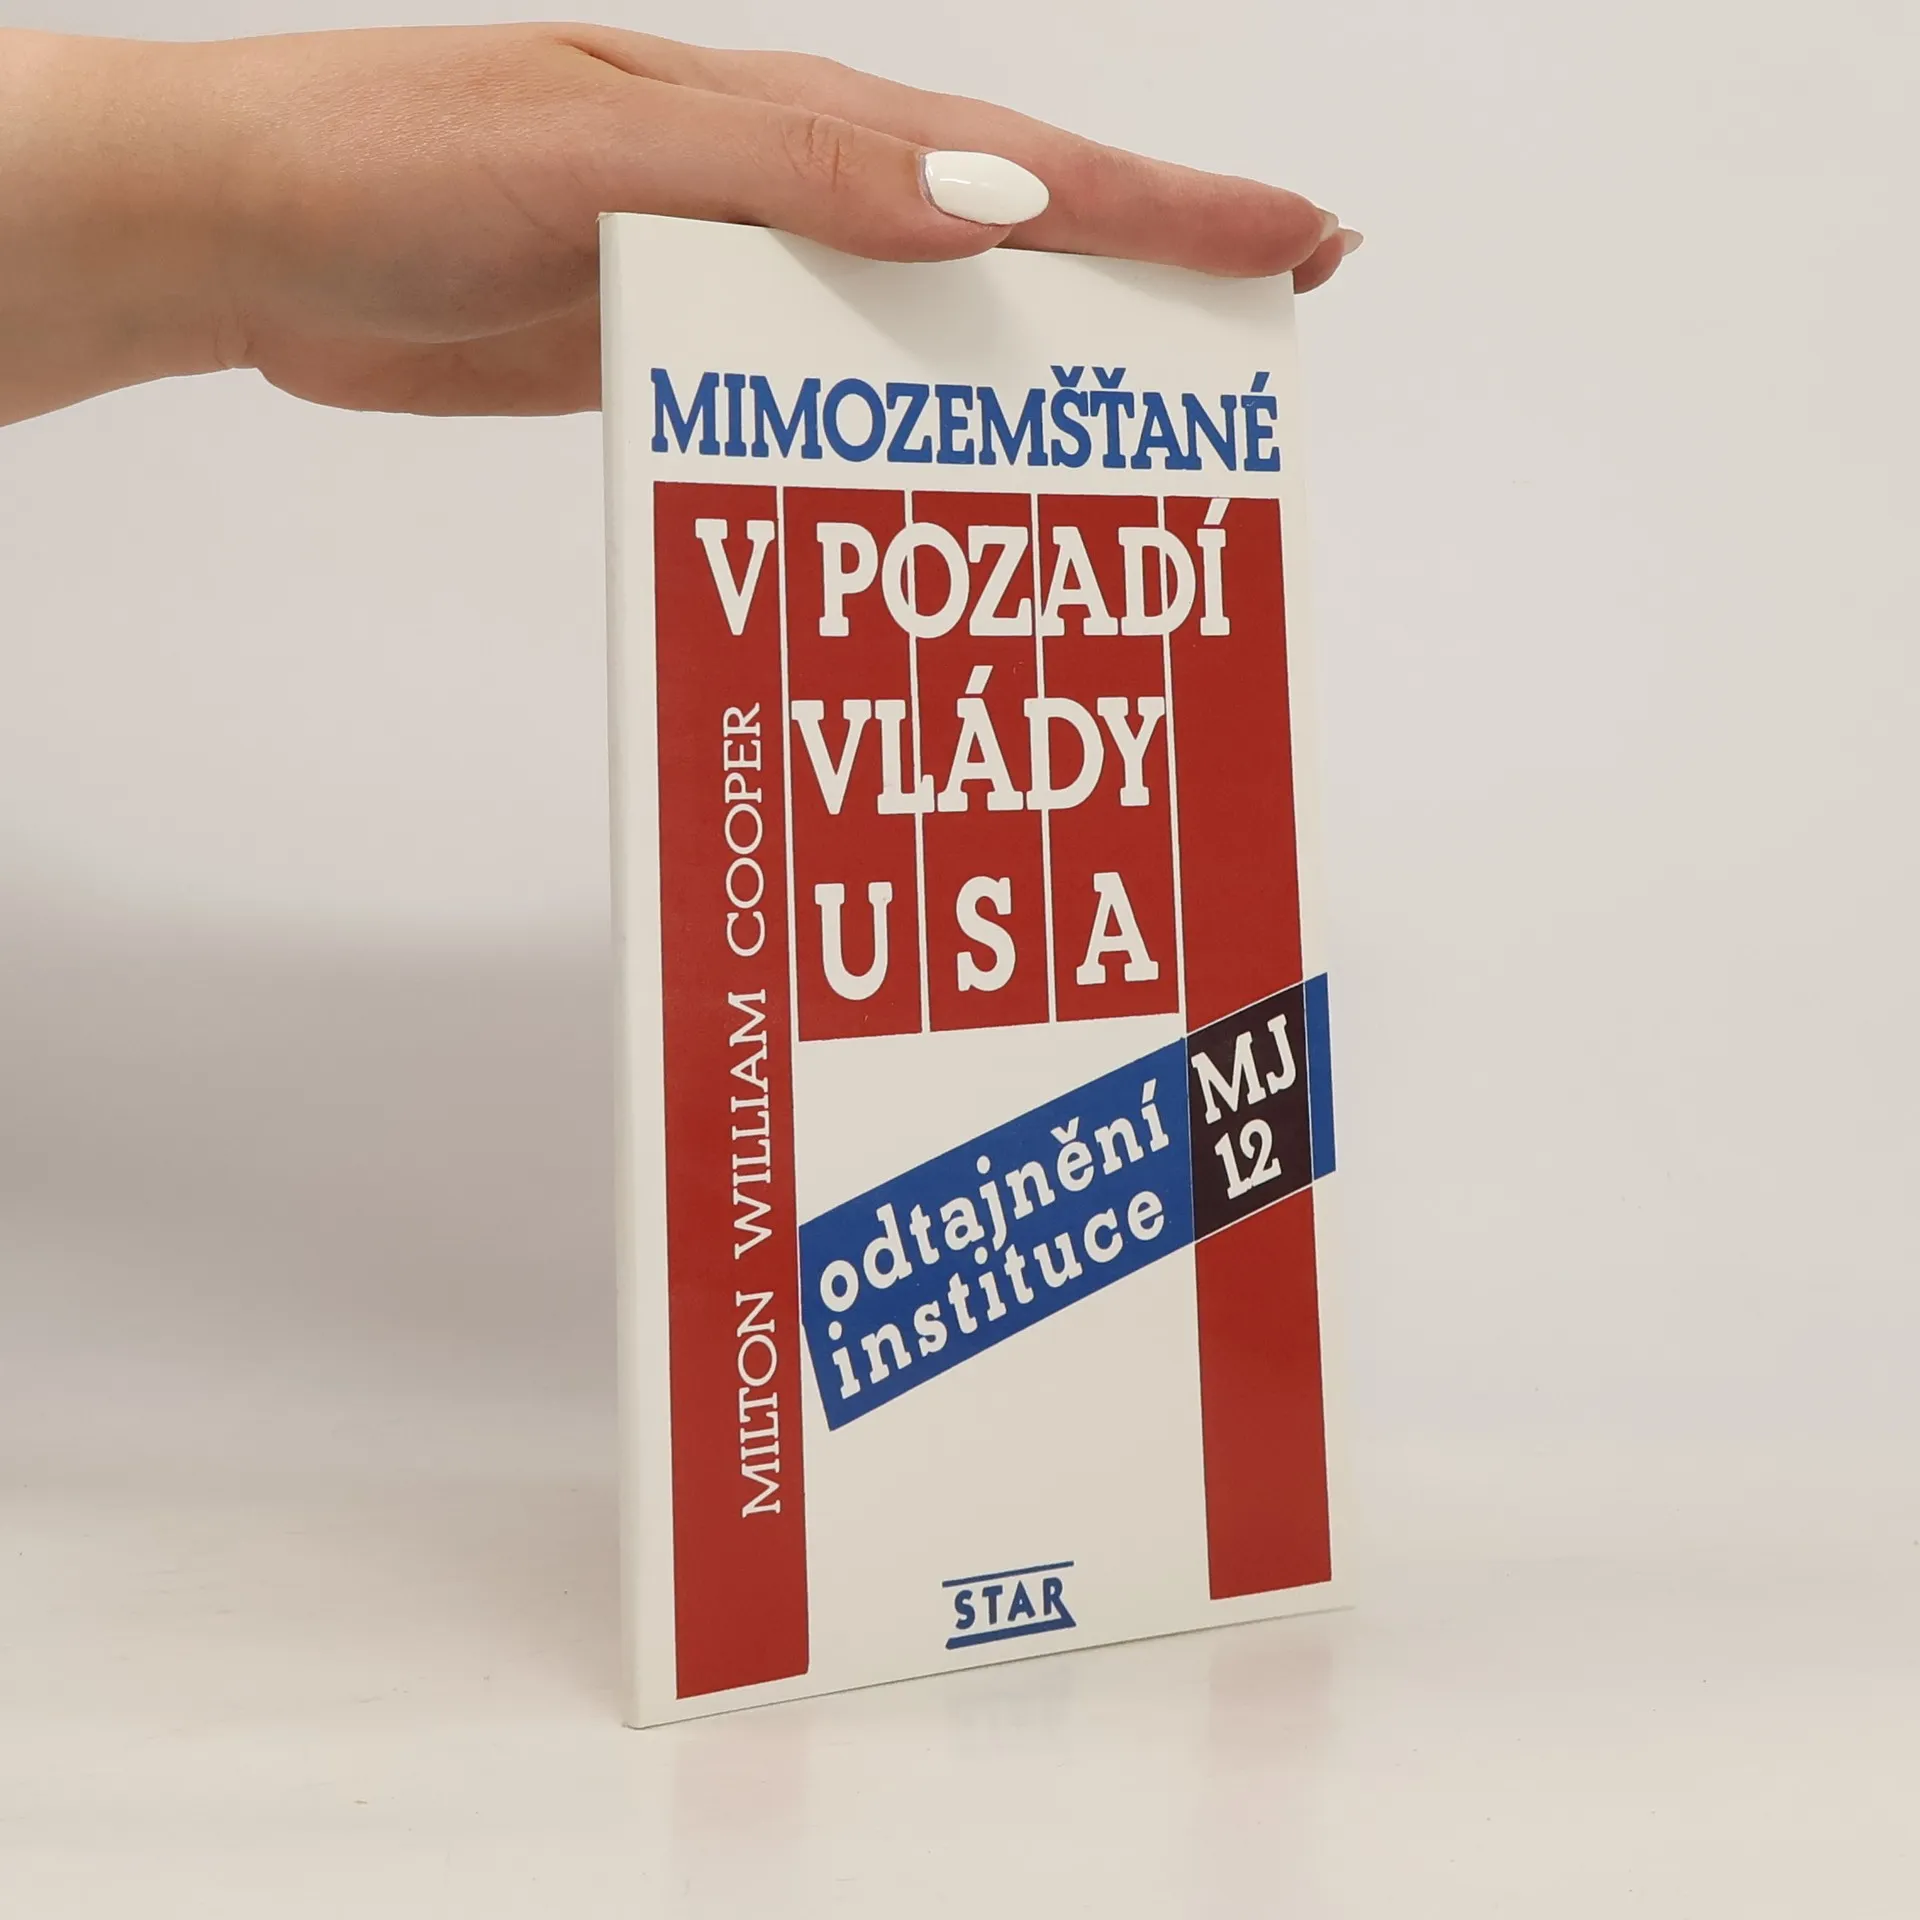 MIMOZEMŠŤANÉ
V POZADÍ
VLÁDY
USA
MILTON WILLIAM COOPER
odtajnění
instituce
MJ
12
STAR